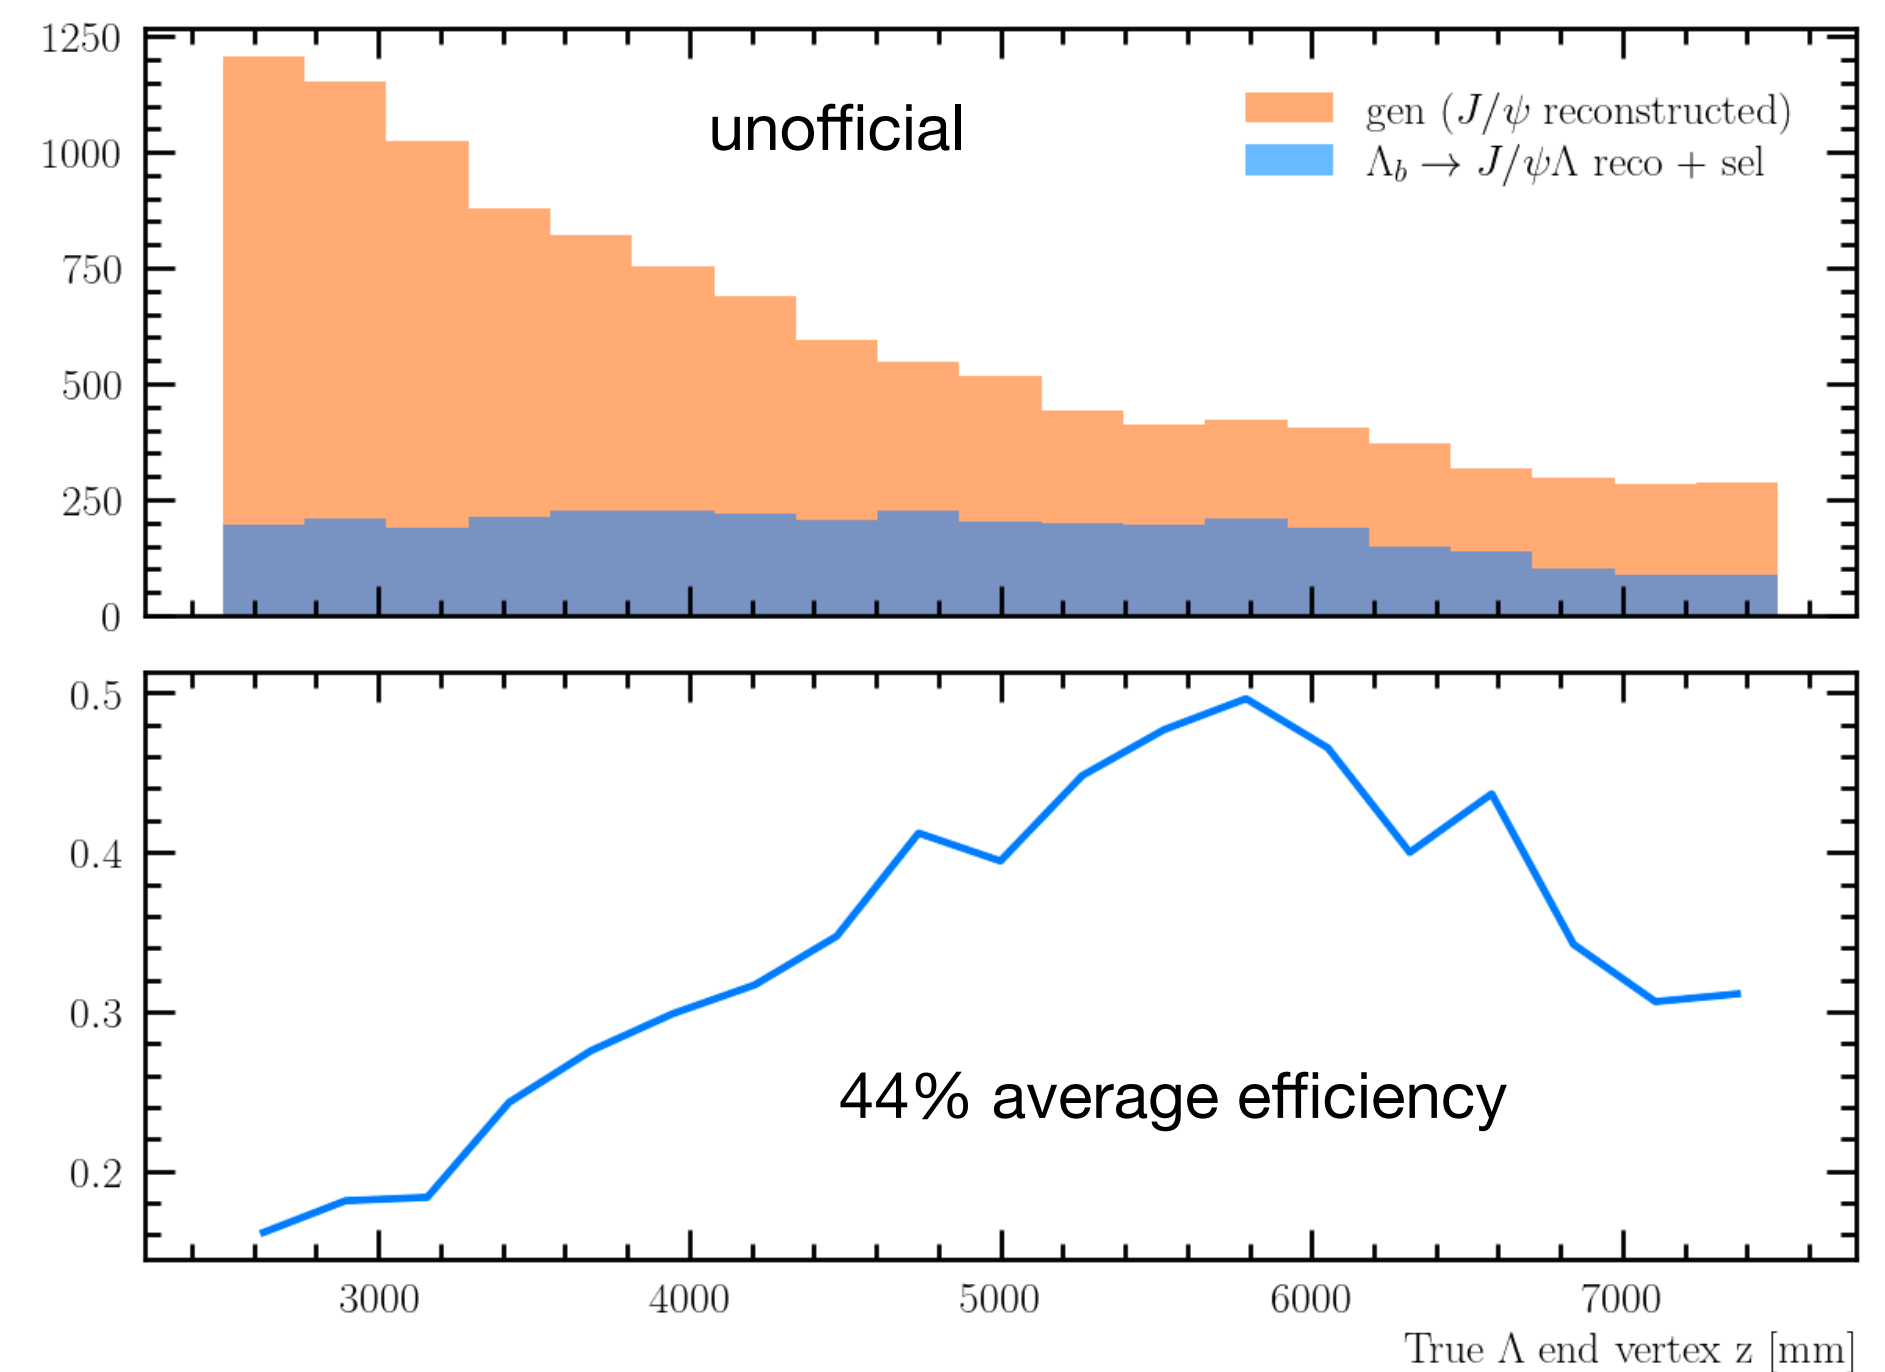 1250
1000
750
500
250
0
unofficial
gen (J/ψ reconstructed)
Λb → J/ψΛ reco + sel
0.5
0.4
0.3
0.2
44% average efficiency
3000 4000 5000 6000 7000
True Λ end vertex z [mm]